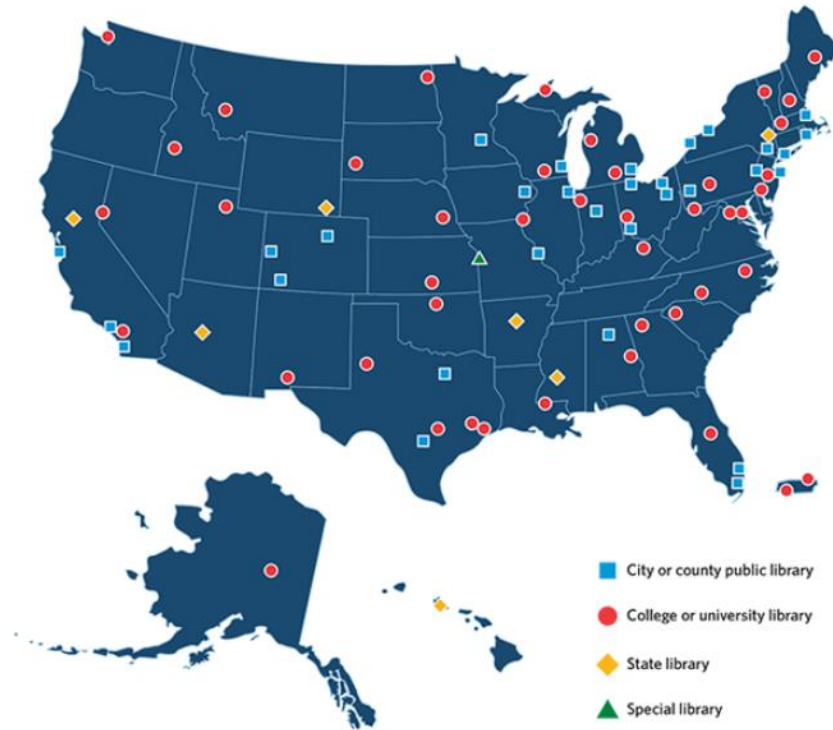 City or county public library
College or university library
State library
Special library